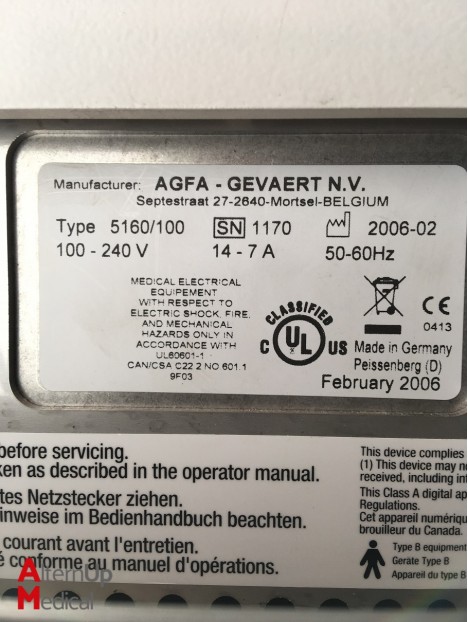 Manufacturer: AGFA - GEVAERT N.V.
Septestraat 27-2640-Mortsel-BELGIUM
Type 5160/100 SN 1170 2006-02
100 - 240 V 14 - 7 A 50-60Hz
MEDICAL ELECTRICAL
EQUIPEMENT
WITH RESPECT TO
ELECTRIC SHOCK, FIRE,
AND MECHANICAL
HAZARDS ONLY IN
ACCORDANCE WITH
UL60601-1
CAN/CSA C22 2 NO 601.1
9F03
CLASSIFIED
C UL US
CE
0413
Made in Germany
Peissenberg (D)
February 2006
before servicing.
ken as described in the operator manual.
tes Netzstecker ziehen.
inweise im Bedienhandbuch beachten.
courant avant l'entretien.
é conforme au manuel d'opérations.
This device complies
(1) This device may no
received, including int
This Class A digital ap
Regulations.
Cet appareil numériqu
brouilleur du Canada.
Type B equipment
Geräte Type B
Appareil du type B
AlternUp
Medical